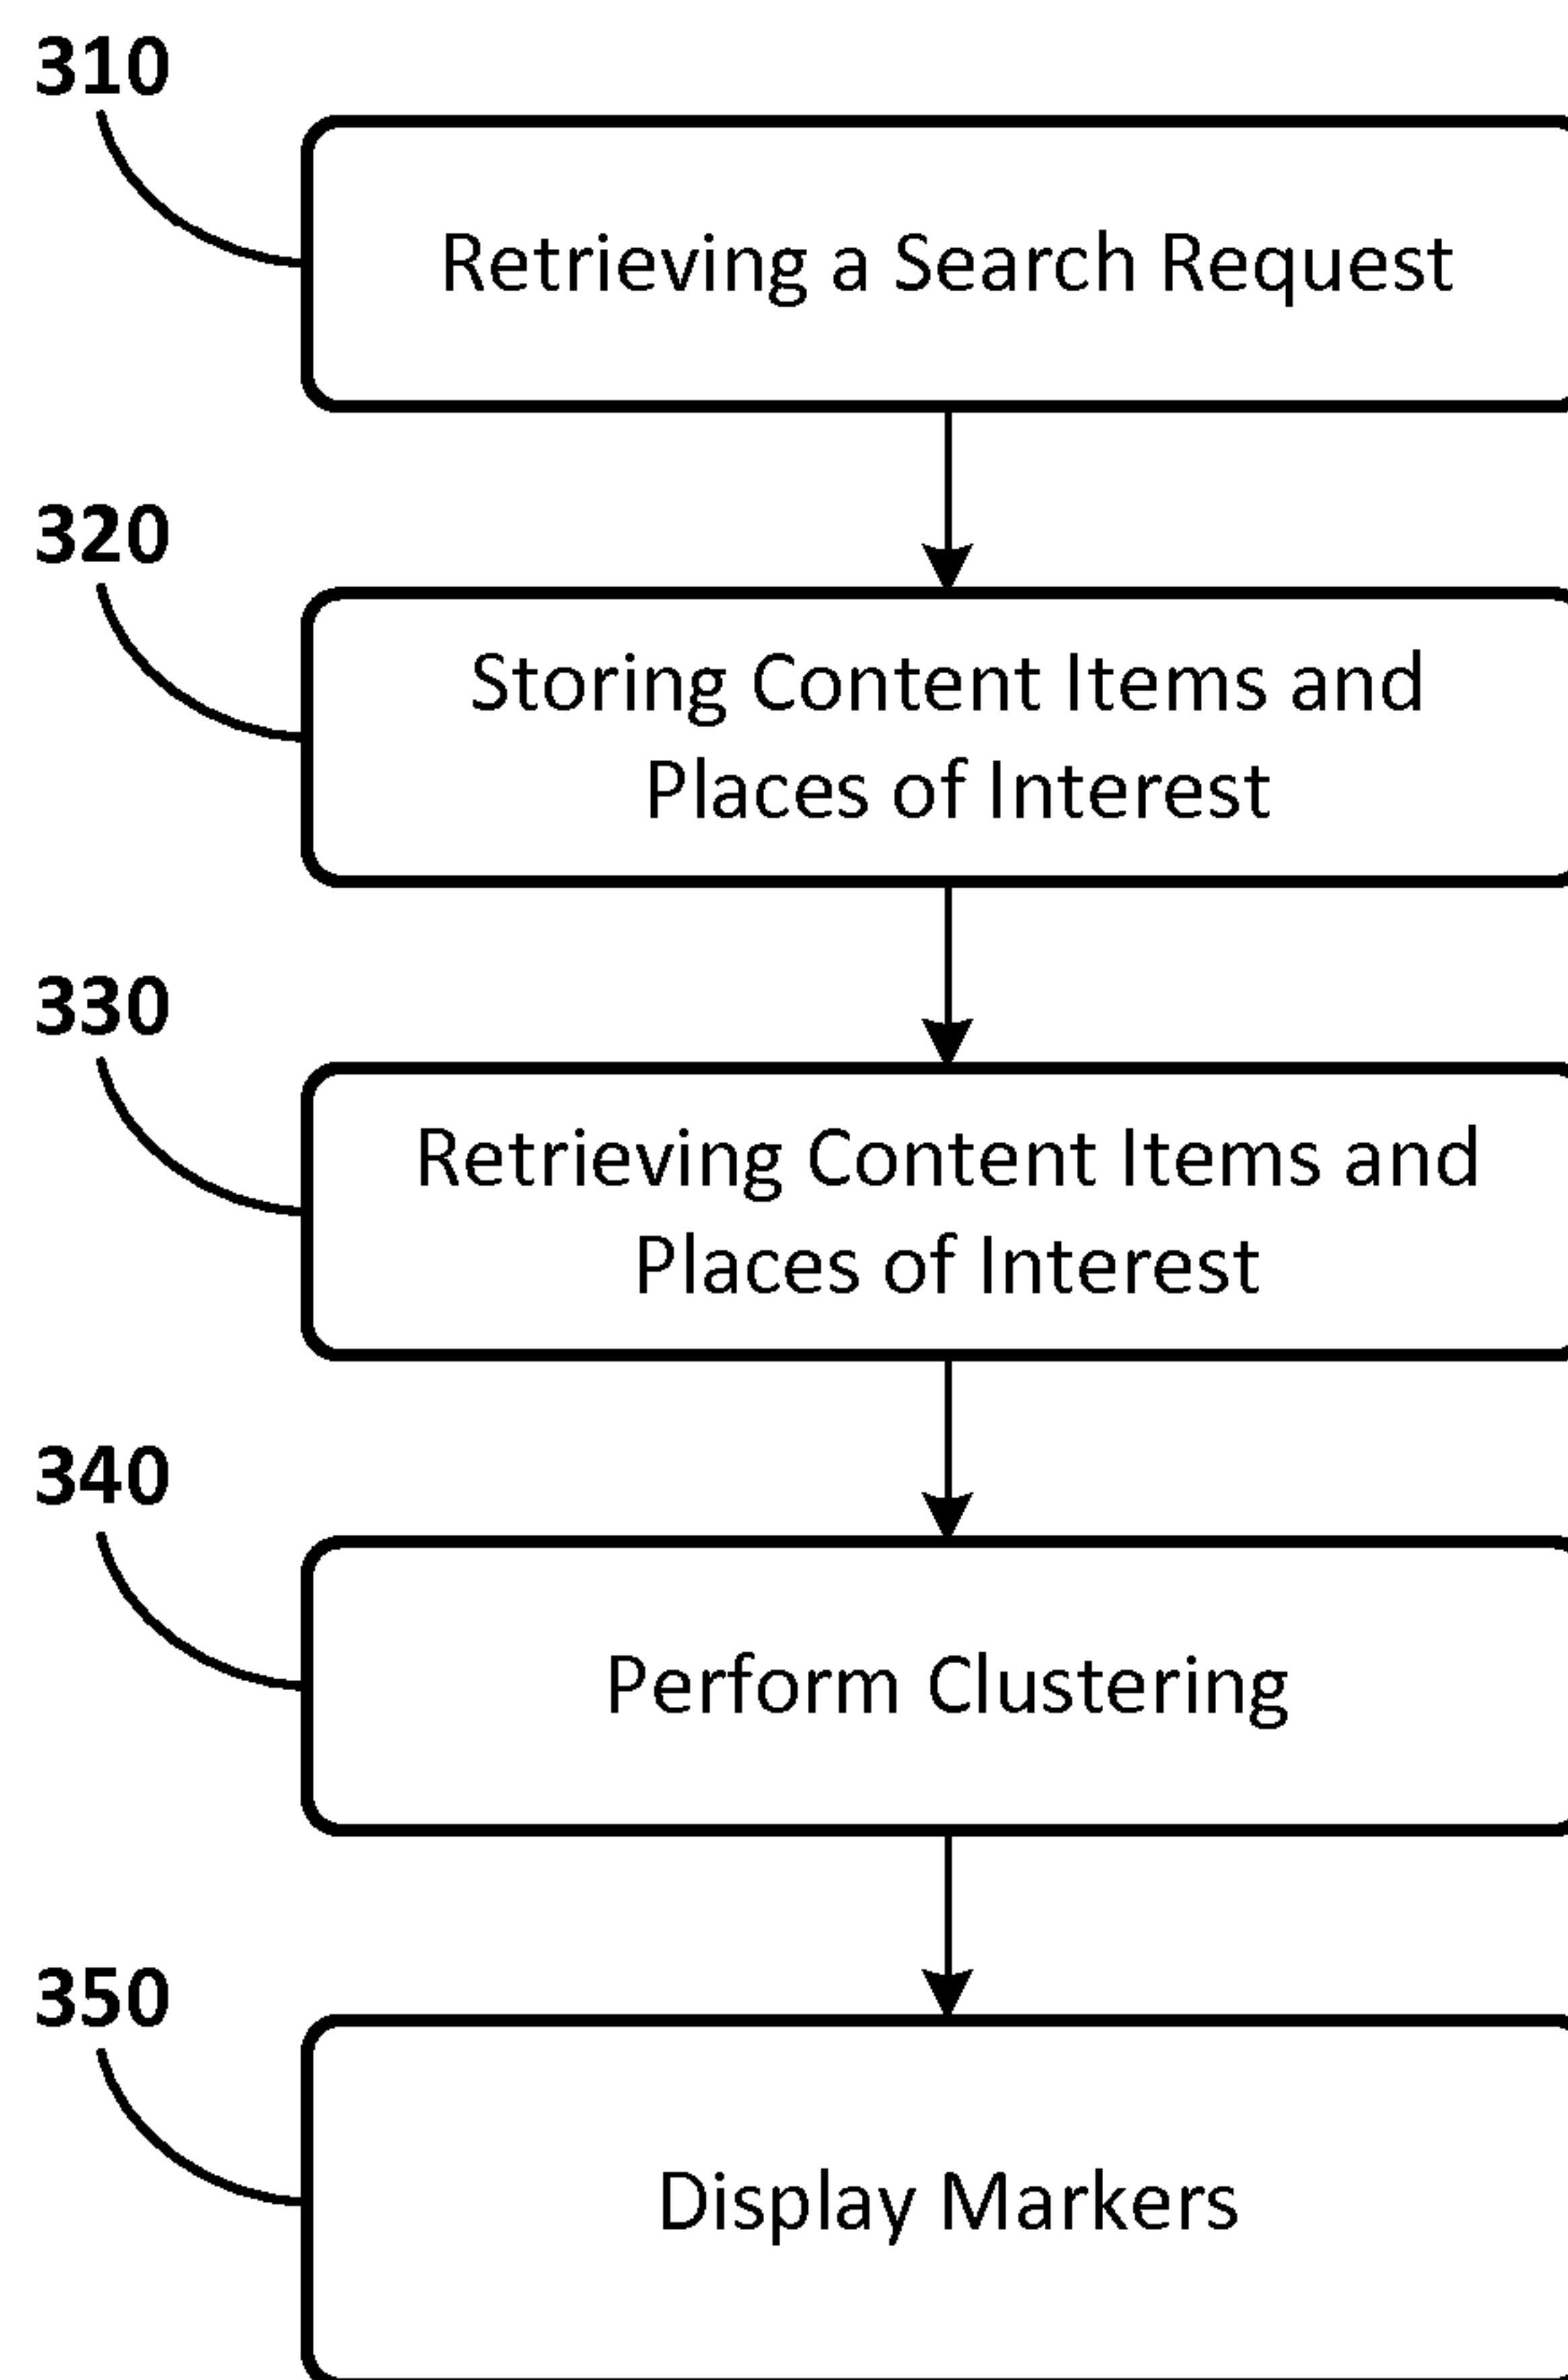 310
Retrieving a Search Request
320
Storing Content Items and
Places of Interest
330
Retrieving Content Items and
Places of Interest
340
Perform Clustering
350
Display Markers